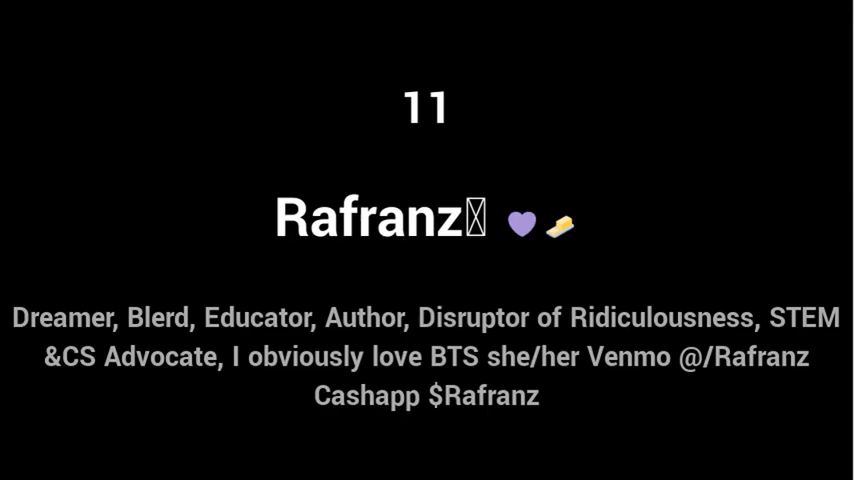 11
Rafranz 💜 🧈
Dreamer, Blerd, Educator, Author, Disruptor of Ridiculousness, STEM
&CS Advocate, I obviously love BTS she/her Venmo @/Rafranz
Cashapp $Rafranz